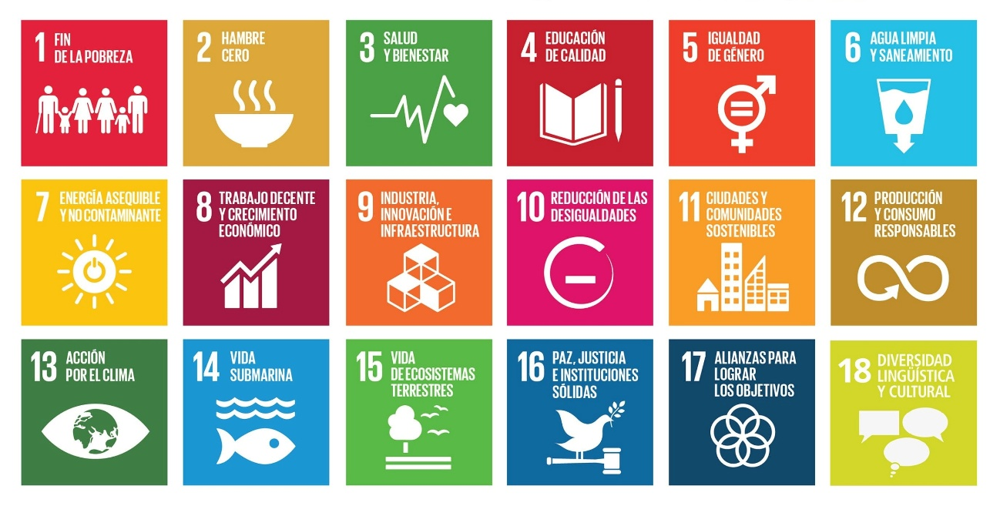 1 FIN
DE LA POBREZA
2 HAMBRE
CERO
3 SALUD
Y BIENESTAR
4 EDUCACIÓN
DE CALIDAD
5 IGUALDAD
DE GÉNERO
6 AGUA LIMPIA
Y SANEAMIENTO
7 ENERGÍA ASEQUIBLE
Y NO CONTAMINANTE
8 TRABAJO DECENTE
Y CRECIMIENTO
ECONÓMICO
9 INDUSTRIA,
INNOVACIÓN E
INFRAESTRUCTURA
10 REDUCCIÓN DE LAS
DESIGUALDADES
11 CIUDADES Y
COMUNIDADES
SOSTENIBLES
12 PRODUCCIÓN
Y CONSUMO
RESPONSABLES
13 ACCIÓN
POR EL CLIMA
14 VIDA
SUBMARINA
15 VIDA
DE ECOSISTEMAS
TERRESTRES
16 PAZ, JUSTICIA
E INSTITUCIONES
SÓLIDAS
17 ALIANZAS PARA
LOGRAR
LOS OBJETIVOS
18 DIVERSIDAD
LINGÜÍSTICA
Y CULTURAL